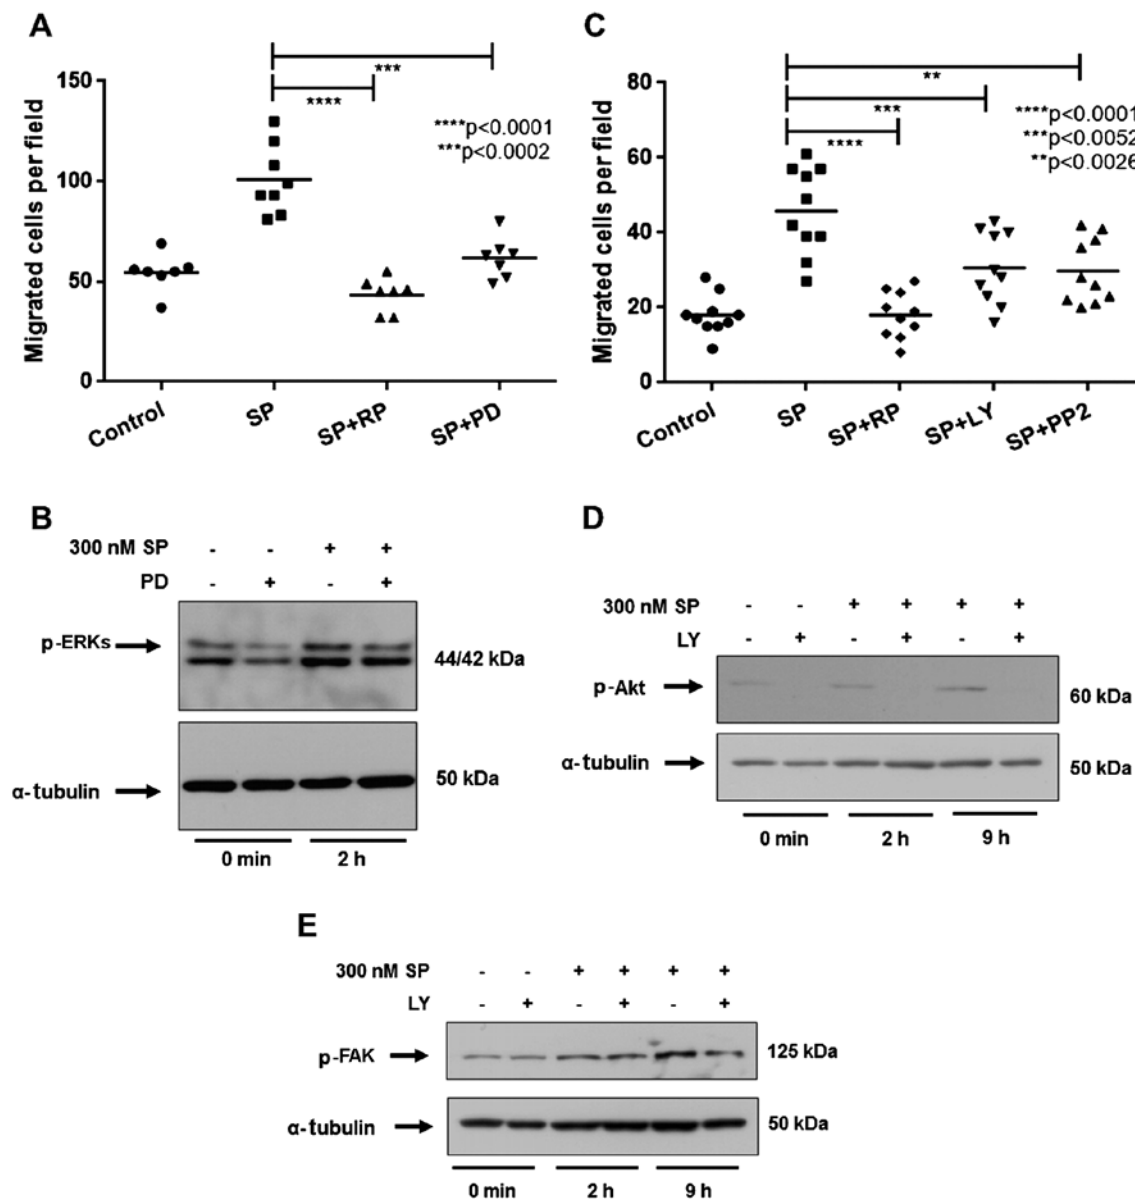 A
***
****
****p<0.0001
***p<0.0002
Migrated cells per field
150
100
50
0
Control
SP
SP+RP
SP+PD
C
**
***
****
****p<0.0001
***p<0.0052
**p<0.0026
Migrated cells per field
80
60
40
20
0
Control
SP
SP+RP
SP+LY
SP+PP2
B
300 nM SP - - + +
PD - + - +
p-ERKs
44/42 kDa
α-tubulin
50 kDa
0 min 2 h
D
300 nM SP - - + + + +
LY - + - + - +
p-Akt
60 kDa
α-tubulin
50 kDa
0 min 2 h 9 h
E
300 nM SP - - + + + +
LY - + - + - +
p-FAK
125 kDa
α-tubulin
50 kDa
0 min 2 h 9 h